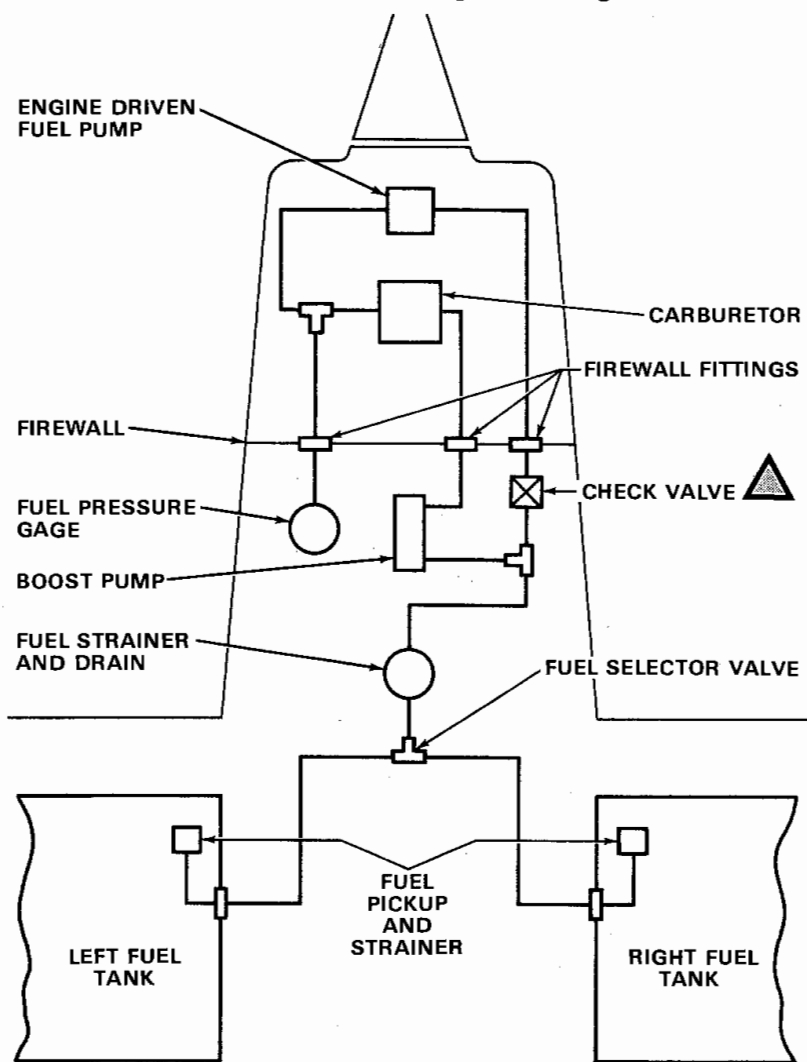 ENGINE DRIVEN
FUEL PUMP
CARBURETOR
FIREWALL FITTINGS
FIREWALL
CHECK VALVE
FUEL PRESSURE
GAGE
BOOST PUMP
FUEL STRAINER
AND DRAIN
FUEL SELECTOR VALVE
FUEL
PICKUP
AND
STRAINER
LEFT FUEL
TANK
RIGHT FUEL
TANK